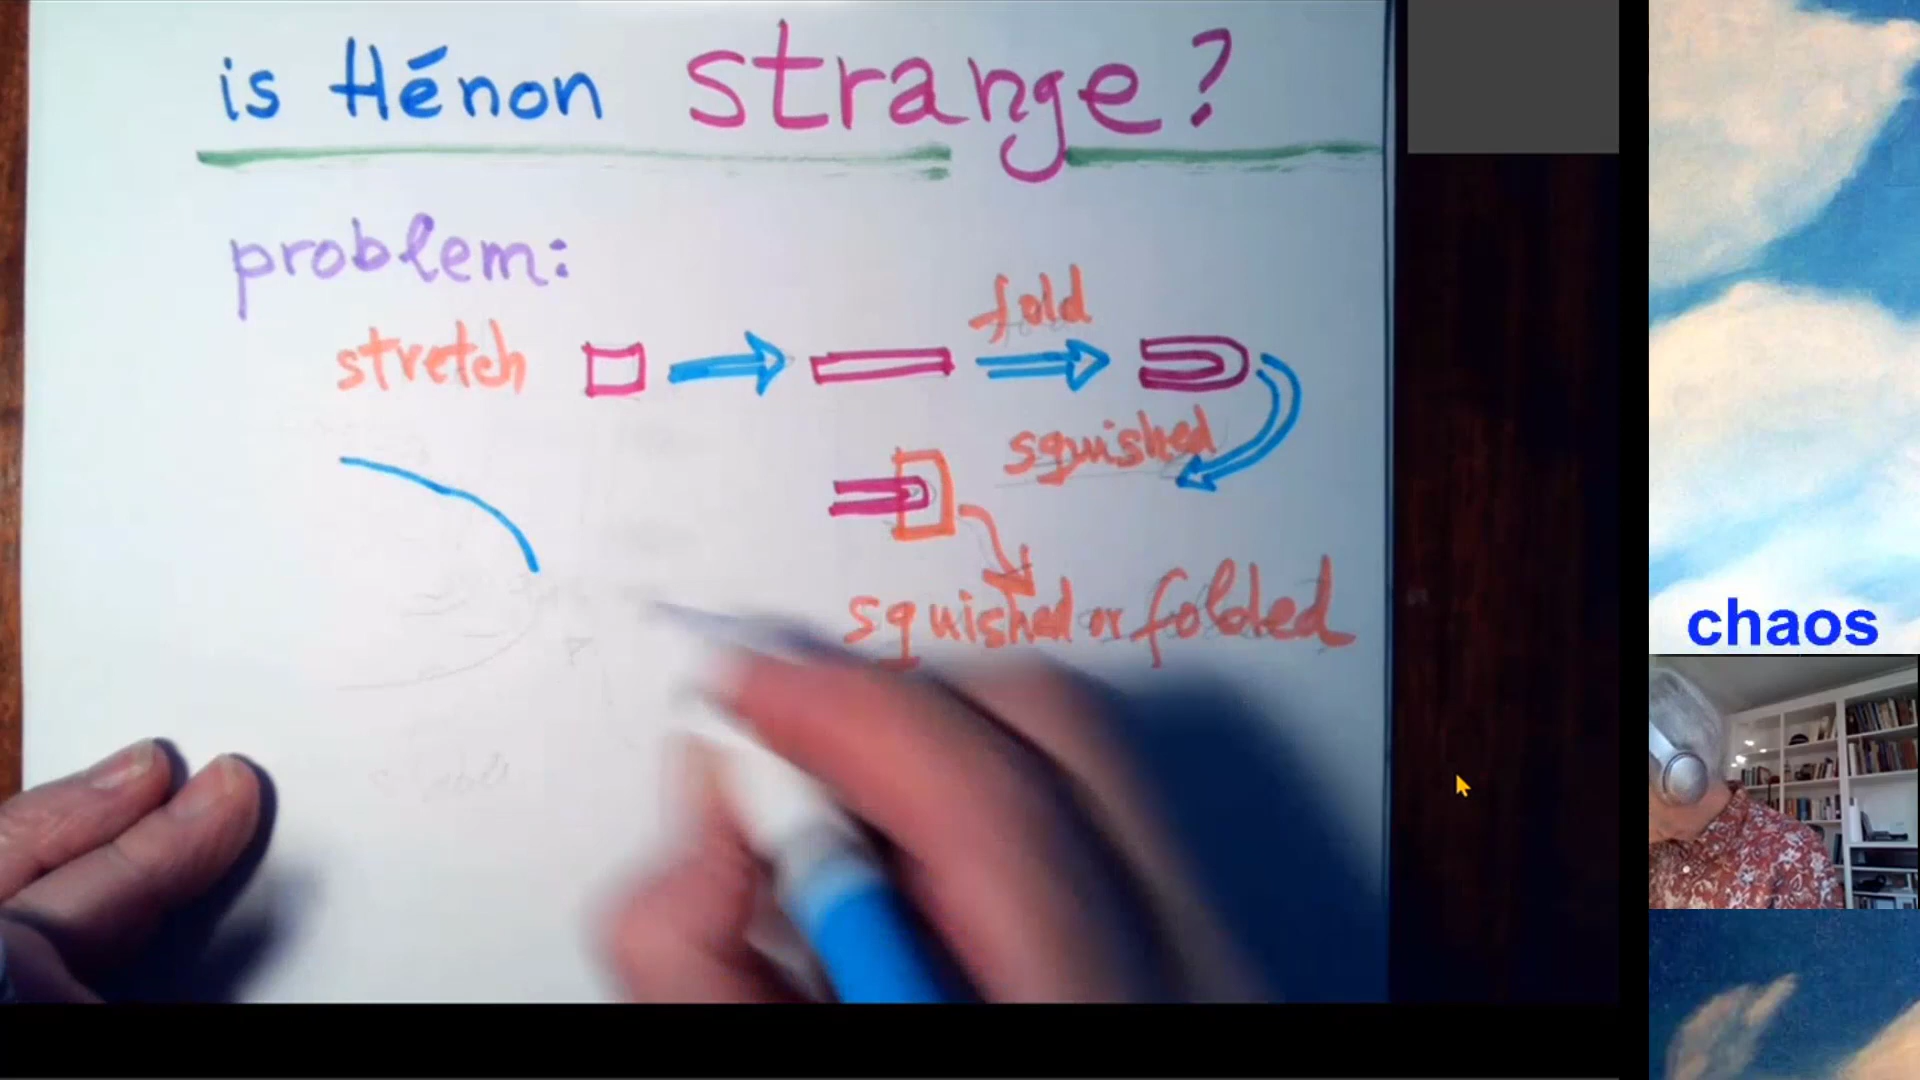 is Hénon strange?
problem:
stretch
fold
squished
squished or folded
chaos